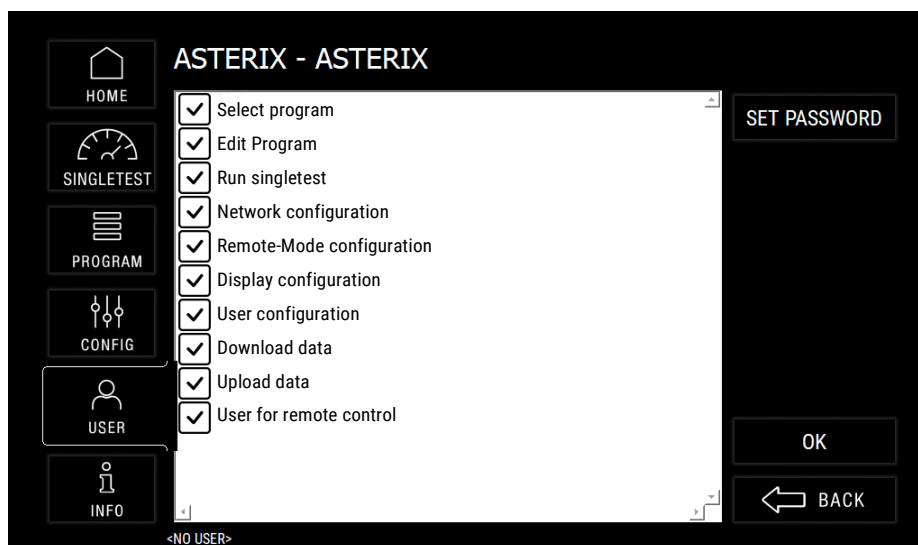 ASTERIX - ASTERIX
HOME
SINGLETEST
PROGRAM
CONFIG
USER
INFO
Select program
Edit Program
Run singletest
Network configuration
Remote-Mode configuration
Display configuration
User configuration
Download data
Upload data
User for remote control
SET PASSWORD
OK
BACK
<NO USER>